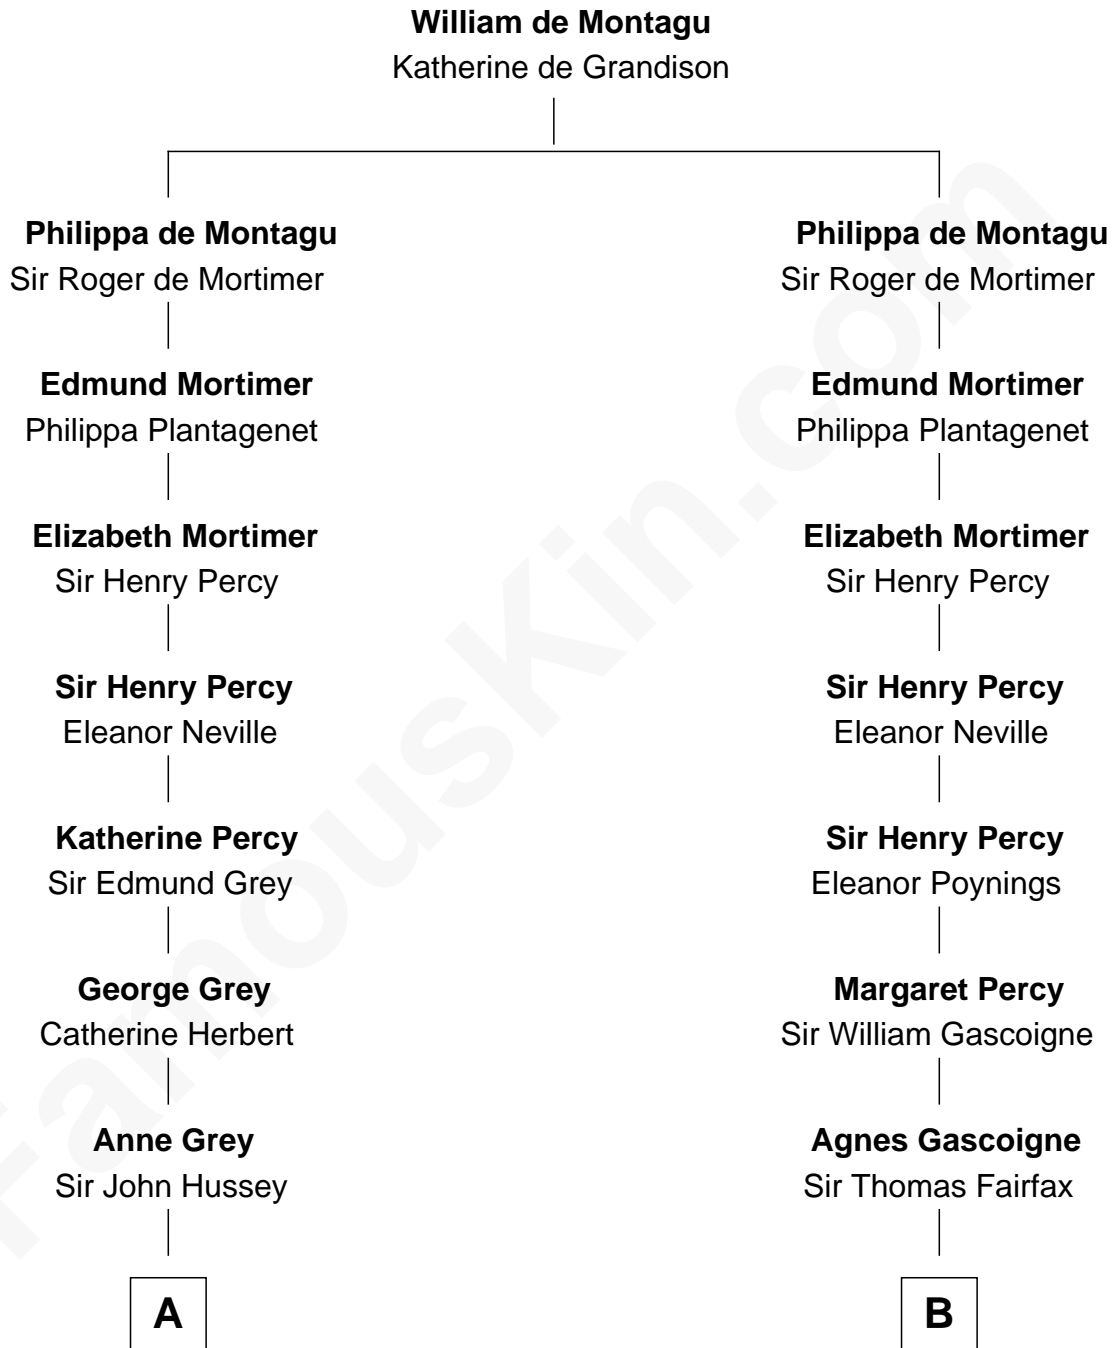 William de Montagu
Katherine de Grandison
Philippa de Montagu
Sir Roger de Mortimer
Philippa de Montagu
Sir Roger de Mortimer
Edmund Mortimer
Philippa Plantagenet
Edmund Mortimer
Philippa Plantagenet
Elizabeth Mortimer
Sir Henry Percy
Elizabeth Mortimer
Sir Henry Percy
Sir Henry Percy
Eleanor Neville
Sir Henry Percy
Eleanor Neville
Katherine Percy
Sir Edmund Grey
Sir Henry Percy
Eleanor Poynings
George Grey
Catherine Herbert
Margaret Percy
Sir William Gascoigne
Anne Grey
Sir John Hussey
Agnes Gascoigne
Sir Thomas Fairfax
A
B
FamousKin.com